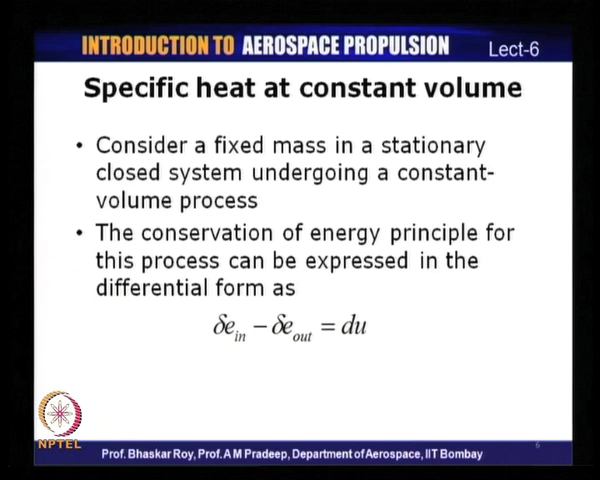 INTRODUCTION TO AEROSPACE PROPULSION Lect-6
Specific heat at constant volume
• Consider a fixed mass in a stationary
closed system undergoing a constant-
volume process
• The conservation of energy principle for
this process can be expressed in the
differential form as
δe_in − δe_out = du
NPTEL
Prof. Bhaskar Roy, Prof. A M Pradeep, Department of Aerospace, IIT Bombay
6